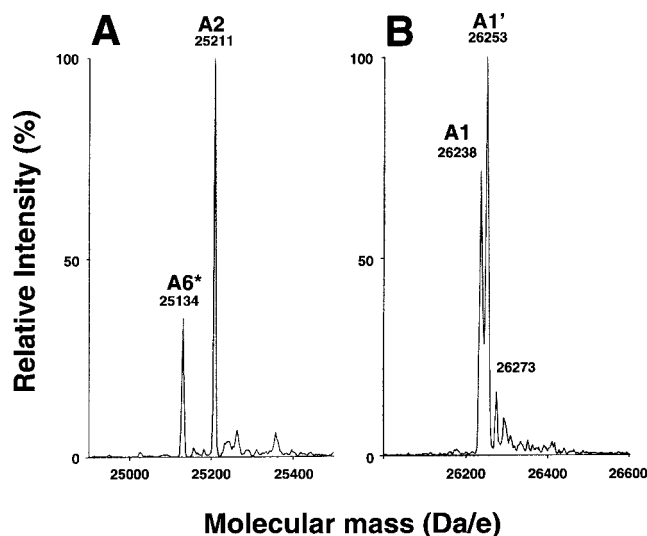 A
A2
25211
100
50
0
A6*
25134
25000
25200
25400
B
A1'
26253
100
A1
26238
50
26273
0
26200
26400
26600
Relative Intensity (%)
Molecular mass (Da/e)